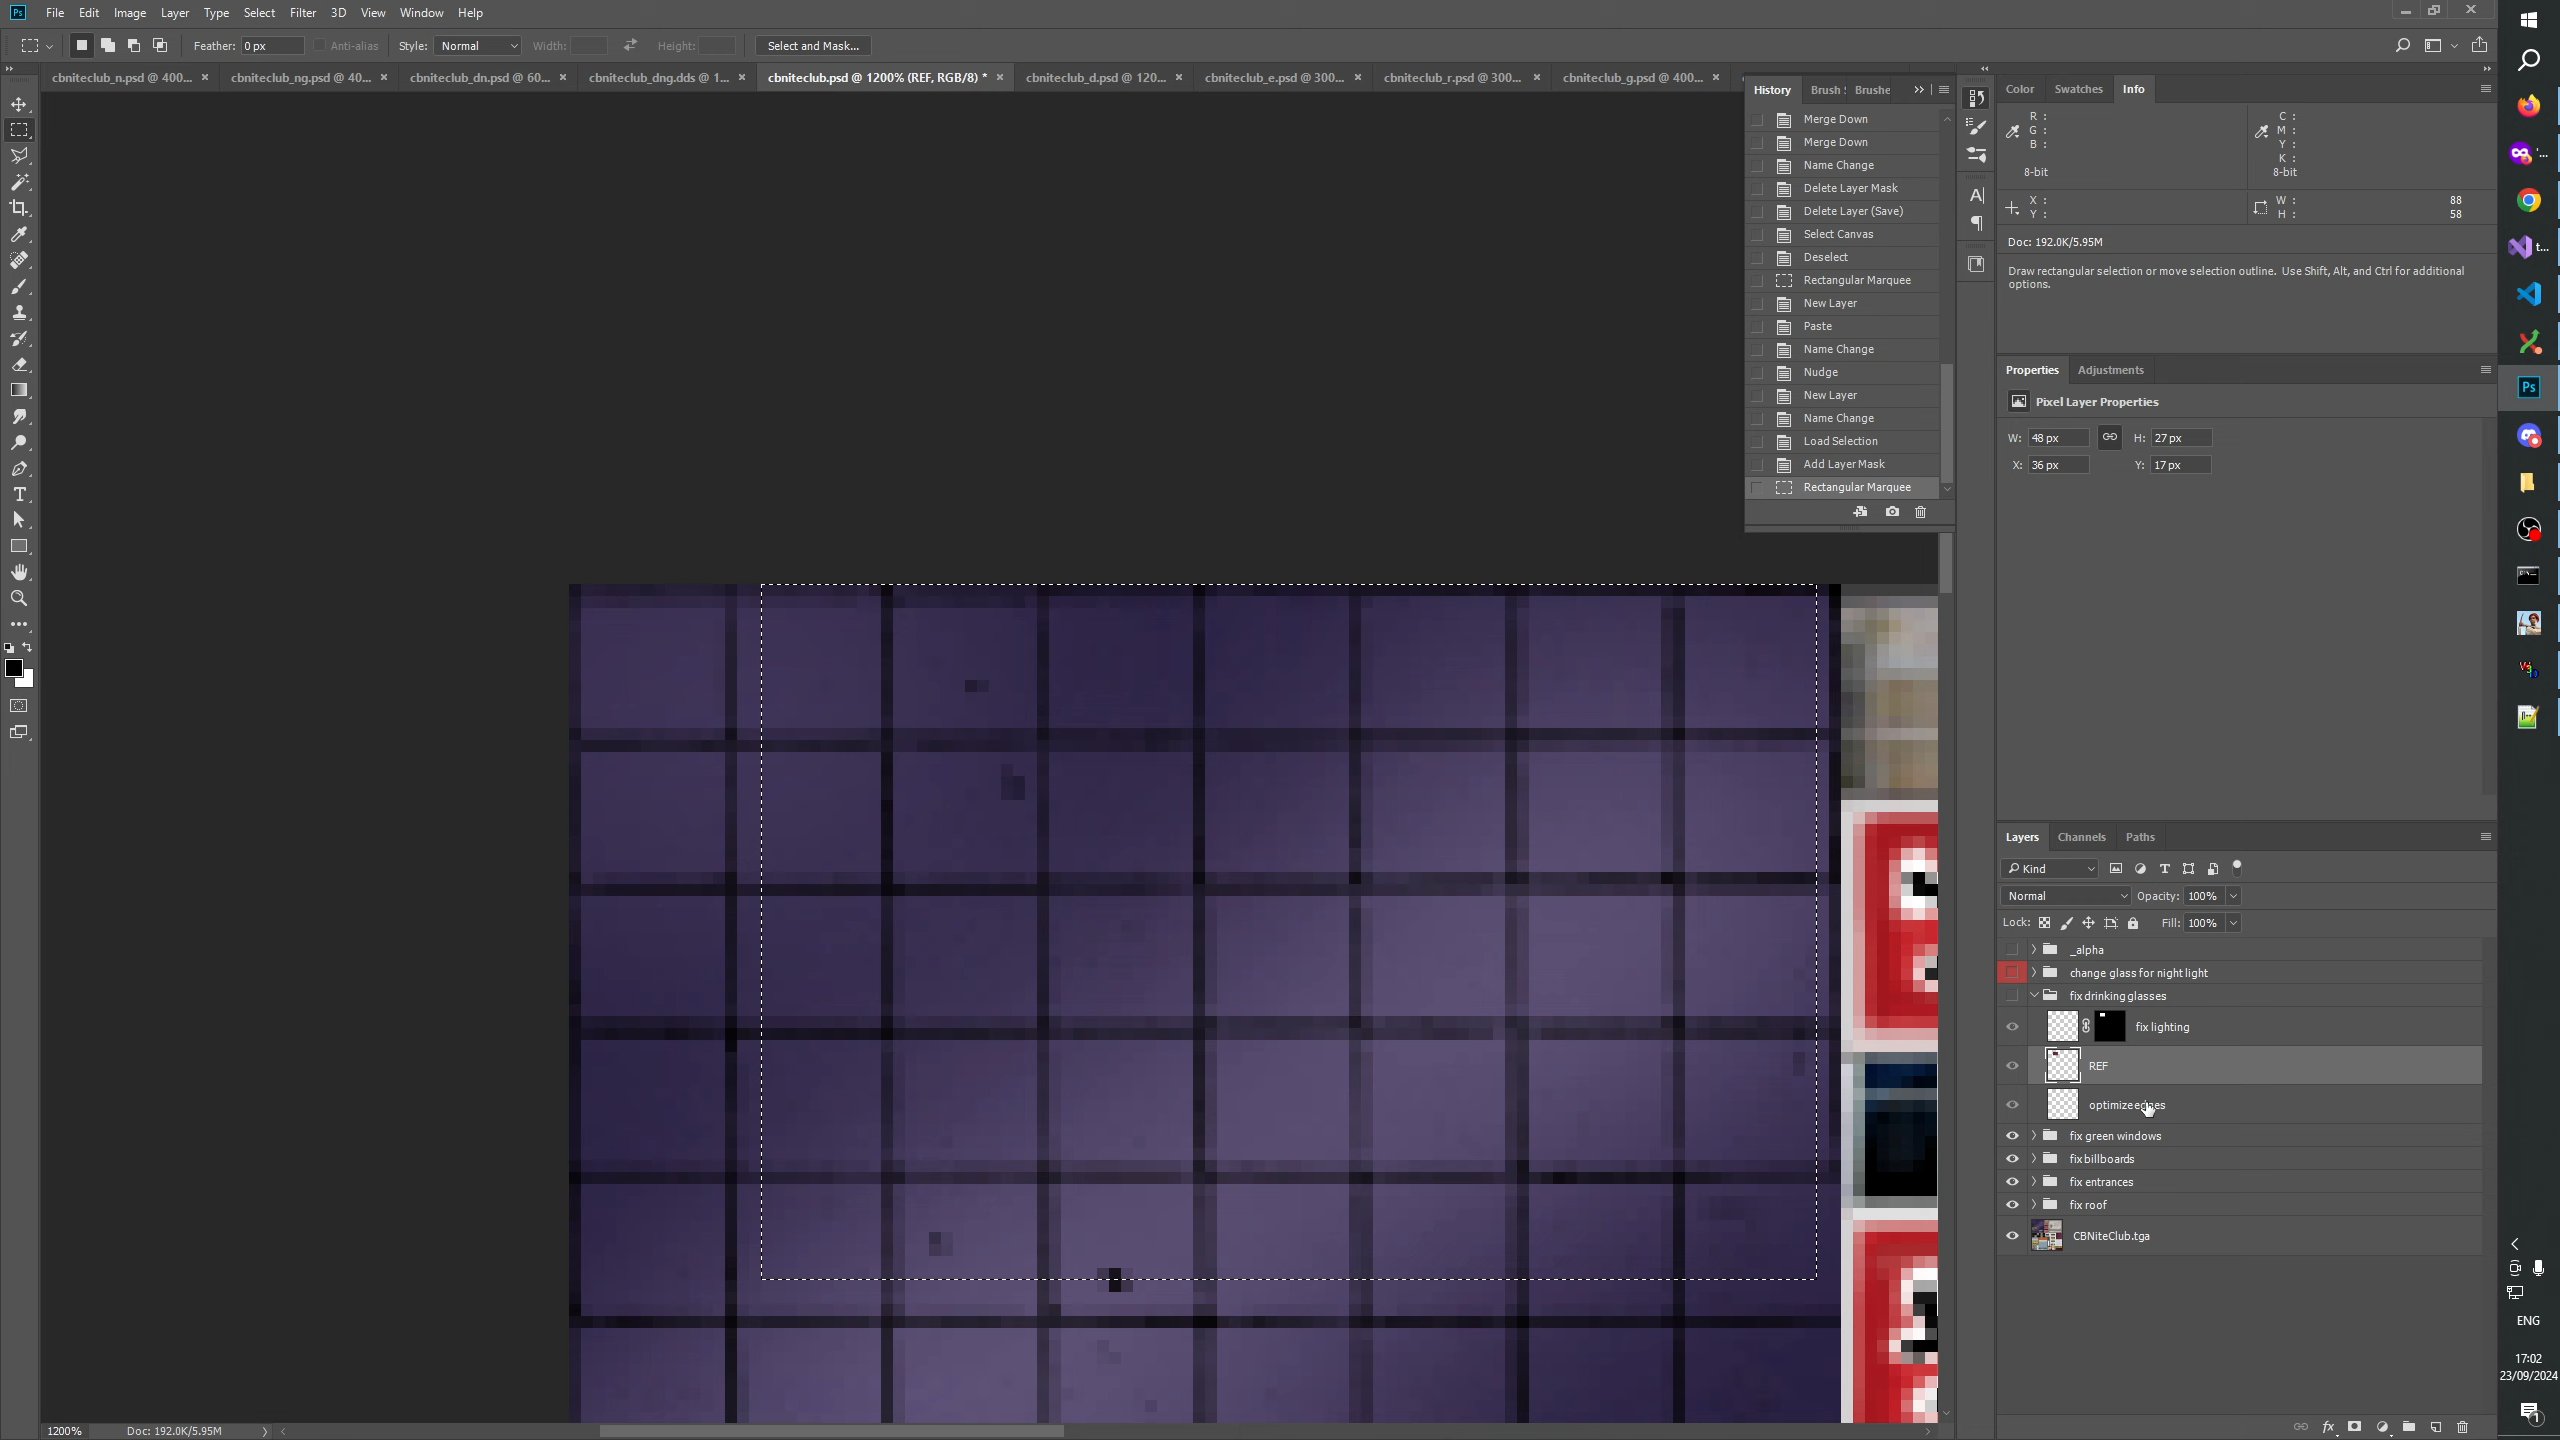 File Edit Image Layer Type Select Filter 3D View Window Help
Feather: 0 px Anti-alias Style: Normal Width: Height: Select and Mask...
cbniteclub_n.psd @ 400... × cbniteclub_ng.psd @ 40... × cbniteclub_dn.psd @ 60... × cbniteclub_dng.dds @ 1... × cbniteclub.psd @ 1200% (REF, RGB/8) * × cbniteclub_d.psd @ 120... × cbniteclub_e.psd @ 300... × cbniteclub_r.psd @ 300... × cbniteclub_g.psd @ 400... ×
History Brush Brushe
Merge Down
Merge Down
Name Change
Delete Layer Mask
Delete Layer (Save)
Select Canvas
Deselect
Rectangular Marquee
New Layer
Paste
Name Change
Nudge
New Layer
Name Change
Load Selection
Add Layer Mask
Rectangular Marquee
Color Swatches Info
R : C :
G : M :
B : Y :
K :
8-bit 8-bit
X : W : 88
Y : H : 58
Doc: 192.0K/5.95M
Draw rectangular selection or move selection outline. Use Shift, Alt, and Ctrl for additional
options.
Properties Adjustments
Pixel Layer Properties
W: 48 px H: 27 px
X: 36 px Y: 17 px
Layers Channels Paths
Kind
Normal Opacity: 100%
Lock: Fill: 100%
_alpha
change glass for night light
fix drinking glasses
fix lighting
REF
optimize edges
fix green windows
fix billboards
fix entrances
fix roof
CBNiteClub.tga
1200% Doc: 192.0K/5.95M
Ps
Ps
ENG
17:02
23/09/2024
1